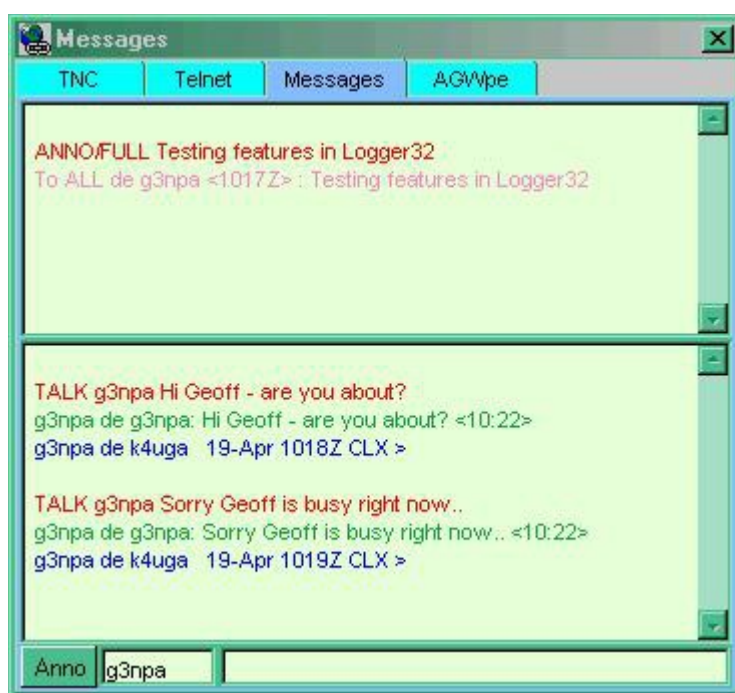 Messages
TNC Telnet Messages AGWpe
ANNO/FULL Testing features in Logger32
To ALL de g3npa <1017Z> : Testing features in Logger32
TALK g3npa Hi Geoff - are you about?
g3npa de g3npa: Hi Geoff - are you about? <10:22>
g3npa de k4uga 19-Apr 1018Z CLX >
TALK g3npa Sorry Geoff is busy right now..
g3npa de g3npa: Sorry Geoff is busy right now.. <10:22>
g3npa de k4uga 19-Apr 1019Z CLX >
Anno g3npa